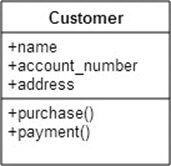 Customer
+name
+account_number
+address
+purchase()
+payment()